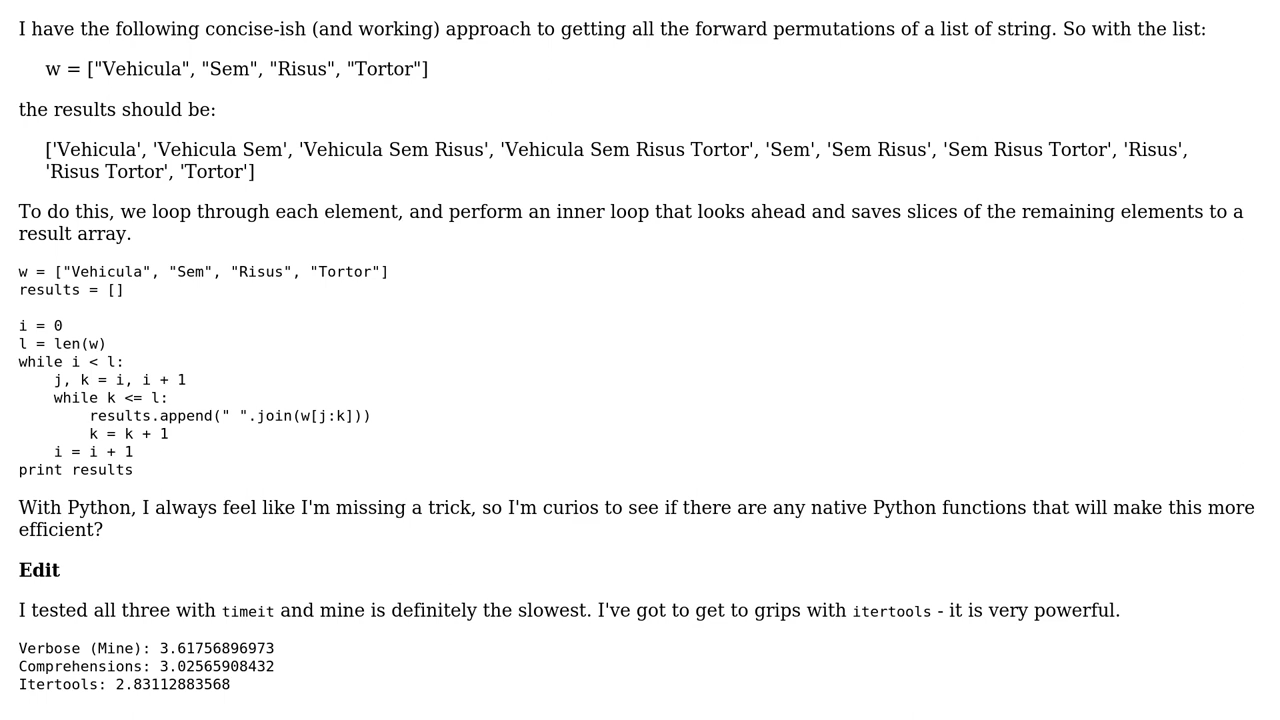 I have the following concise-ish (and working) approach to getting all the forward permutations of a list of string. So with the list:
w = ["Vehicula", "Sem", "Risus", "Tortor"]
the results should be:
['Vehicula', 'Vehicula Sem', 'Vehicula Sem Risus', 'Vehicula Sem Risus Tortor', 'Sem', 'Sem Risus', 'Sem Risus Tortor', 'Risus',
'Risus Tortor', 'Tortor']
To do this, we loop through each element, and perform an inner loop that looks ahead and saves slices of the remaining elements to a
result array.
w = ["Vehicula", "Sem", "Risus", "Tortor"]
results = []
i = 0
l = len(w)
while i < l:
    j, k = i, i + 1
    while k <= l:
        results.append(" ".join(w[j:k]))
        k = k + 1
    i = i + 1
print results
With Python, I always feel like I'm missing a trick, so I'm curios to see if there are any native Python functions that will make this more
efficient?
Edit
I tested all three with timeit and mine is definitely the slowest. I've got to get to grips with itertools - it is very powerful.
Verbose (Mine): 3.61756896973
Comprehensions: 3.02565908432
Itertools: 2.83112883568